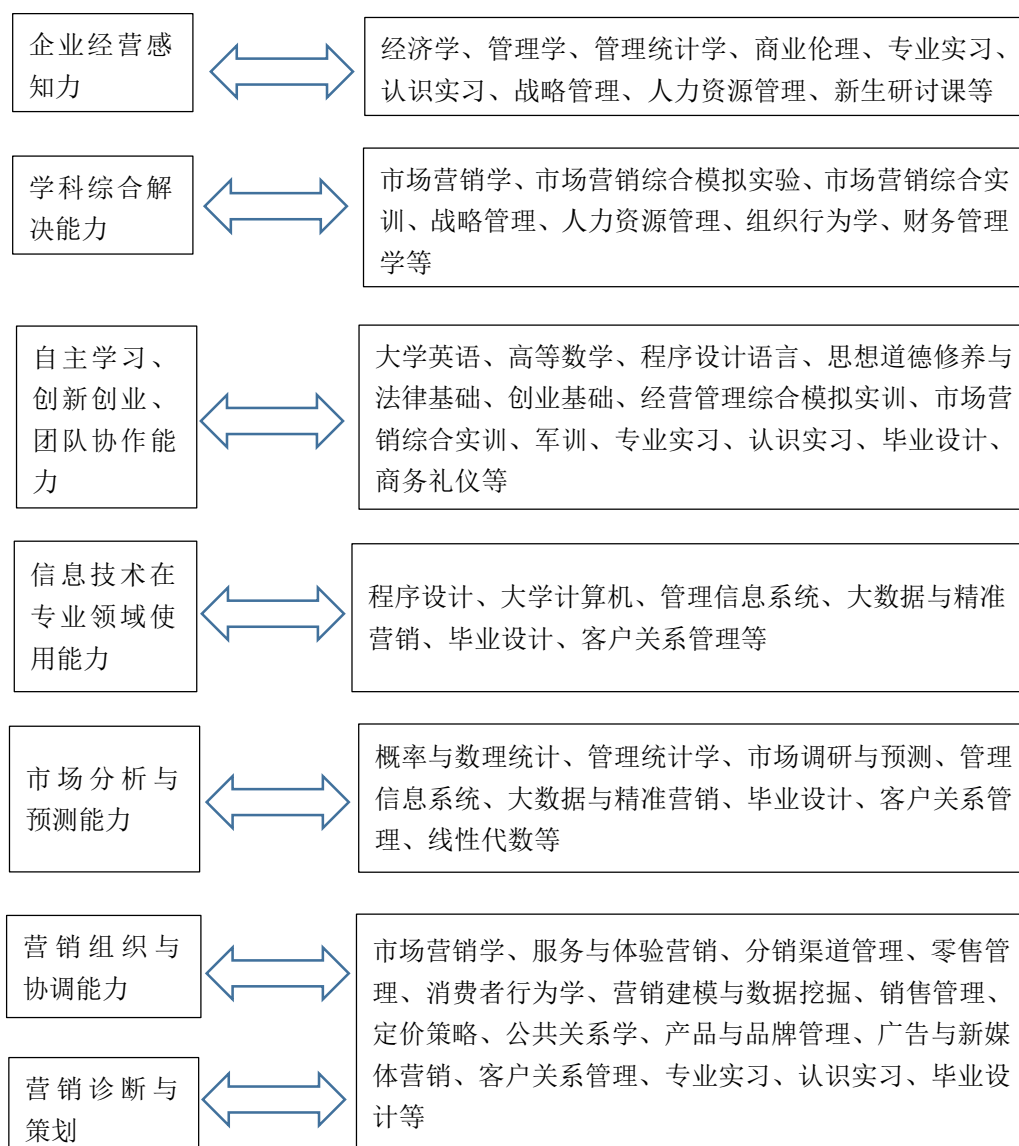 企业经营感
知力
经济学、管理学、管理统计学、商业伦理、专业实习、
认识实习、战略管理、人力资源管理、新生研讨课等
学科综合解
决能力
市场营销学、市场营销综合模拟实验、市场营销综合实
训、战略管理、人力资源管理、组织行为学、财务管理
学等
自主学习、
创新创业、
团队协作能
力
大学英语、高等数学、程序设计语言、思想道德修养与
法律基础、创业基础、经营管理综合模拟实训、市场营
销综合实训、军训、专业实习、认识实习、毕业设计、
商务礼仪等
信息技术在
专业领域使
用能力
程序设计、大学计算机、管理信息系统、大数据与精准
营销、毕业设计、客户关系管理等
市场分析与
预测能力
概率与数理统计、管理统计学、市场调研与预测、管理
信息系统、大数据与精准营销、毕业设计、客户关系管
理、线性代数等
营销组织与
协调能力
营销诊断与
策划
市场营销学、服务与体验营销、分销渠道管理、零售管
理、消费者行为学、营销建模与数据挖掘、销售管理、
定价策略、公共关系学、产品与品牌管理、广告与新媒
体营销、客户关系管理、专业实习、认识实习、毕业设
计等